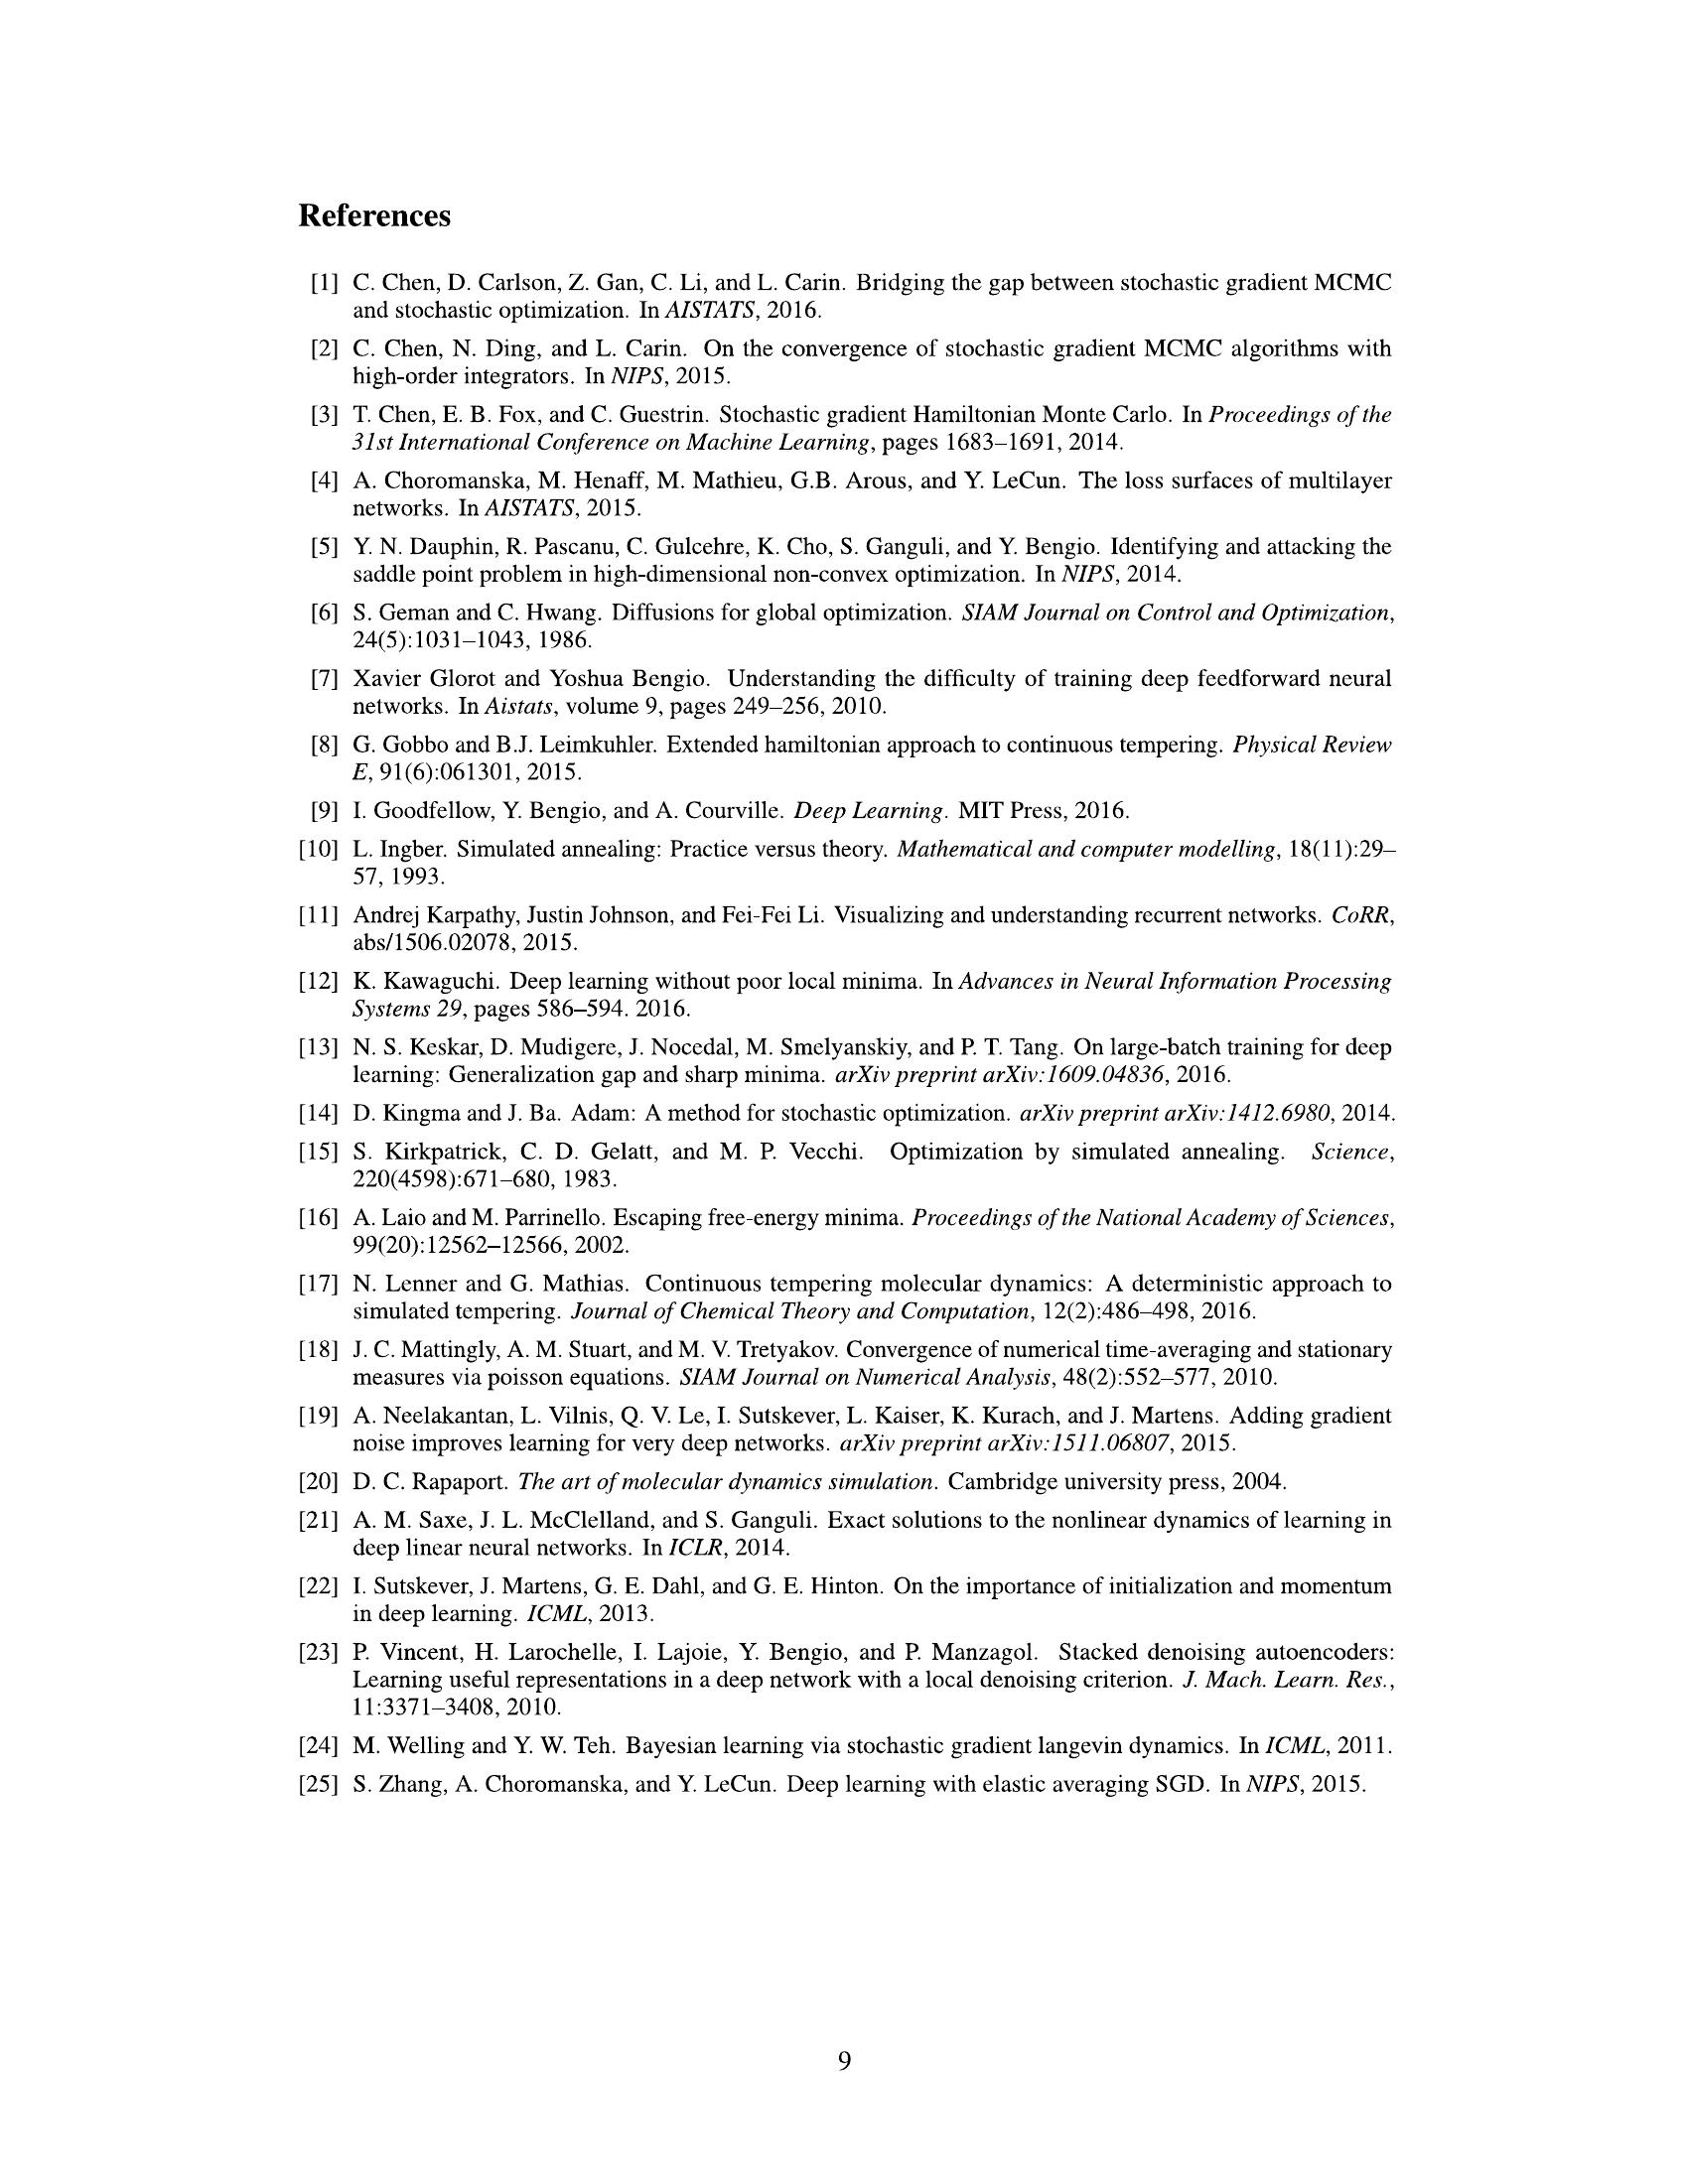 References
[1] C. Chen, D. Carlson, Z. Gan, C. Li, and L. Carin. Bridging the gap between stochastic gradient MCMC
and stochastic optimization. In AISTATS, 2016.
[2] C. Chen, N. Ding, and L. Carin. On the convergence of stochastic gradient MCMC algorithms with
high-order integrators. In NIPS, 2015.
[3] T. Chen, E. B. Fox, and C. Guestrin. Stochastic gradient Hamiltonian Monte Carlo. In Proceedings of the
31st International Conference on Machine Learning, pages 1683–1691, 2014.
[4] A. Choromanska, M. Henaff, M. Mathieu, G.B. Arous, and Y. LeCun. The loss surfaces of multilayer
networks. In AISTATS, 2015.
[5] Y. N. Dauphin, R. Pascanu, C. Gulcehre, K. Cho, S. Ganguli, and Y. Bengio. Identifying and attacking the
saddle point problem in high-dimensional non-convex optimization. In NIPS, 2014.
[6] S. Geman and C. Hwang. Diffusions for global optimization. SIAM Journal on Control and Optimization,
24(5):1031–1043, 1986.
[7] Xavier Glorot and Yoshua Bengio. Understanding the difficulty of training deep feedforward neural
networks. In Aistats, volume 9, pages 249–256, 2010.
[8] G. Gobbo and B.J. Leimkuhler. Extended hamiltonian approach to continuous tempering. Physical Review
E, 91(6):061301, 2015.
[9] I. Goodfellow, Y. Bengio, and A. Courville. Deep Learning. MIT Press, 2016.
[10] L. Ingber. Simulated annealing: Practice versus theory. Mathematical and computer modelling, 18(11):29–
57, 1993.
[11] Andrej Karpathy, Justin Johnson, and Fei-Fei Li. Visualizing and understanding recurrent networks. CoRR,
abs/1506.02078, 2015.
[12] K. Kawaguchi. Deep learning without poor local minima. In Advances in Neural Information Processing
Systems 29, pages 586–594. 2016.
[13] N. S. Keskar, D. Mudigere, J. Nocedal, M. Smelyanskiy, and P. T. Tang. On large-batch training for deep
learning: Generalization gap and sharp minima. arXiv preprint arXiv:1609.04836, 2016.
[14] D. Kingma and J. Ba. Adam: A method for stochastic optimization. arXiv preprint arXiv:1412.6980, 2014.
[15] S. Kirkpatrick, C. D. Gelatt, and M. P. Vecchi. Optimization by simulated annealing. Science,
220(4598):671–680, 1983.
[16] A. Laio and M. Parrinello. Escaping free-energy minima. Proceedings of the National Academy of Sciences,
99(20):12562–12566, 2002.
[17] N. Lenner and G. Mathias. Continuous tempering molecular dynamics: A deterministic approach to
simulated tempering. Journal of Chemical Theory and Computation, 12(2):486–498, 2016.
[18] J. C. Mattingly, A. M. Stuart, and M. V. Tretyakov. Convergence of numerical time-averaging and stationary
measures via poisson equations. SIAM Journal on Numerical Analysis, 48(2):552–577, 2010.
[19] A. Neelakantan, L. Vilnis, Q. V. Le, I. Sutskever, L. Kaiser, K. Kurach, and J. Martens. Adding gradient
noise improves learning for very deep networks. arXiv preprint arXiv:1511.06807, 2015.
[20] D. C. Rapaport. The art of molecular dynamics simulation. Cambridge university press, 2004.
[21] A. M. Saxe, J. L. McClelland, and S. Ganguli. Exact solutions to the nonlinear dynamics of learning in
deep linear neural networks. In ICLR, 2014.
[22] I. Sutskever, J. Martens, G. E. Dahl, and G. E. Hinton. On the importance of initialization and momentum
in deep learning. ICML, 2013.
[23] P. Vincent, H. Larochelle, I. Lajoie, Y. Bengio, and P. Manzagol. Stacked denoising autoencoders:
Learning useful representations in a deep network with a local denoising criterion. J. Mach. Learn. Res.,
11:3371–3408, 2010.
[24] M. Welling and Y. W. Teh. Bayesian learning via stochastic gradient langevin dynamics. In ICML, 2011.
[25] S. Zhang, A. Choromanska, and Y. LeCun. Deep learning with elastic averaging SGD. In NIPS, 2015.
9